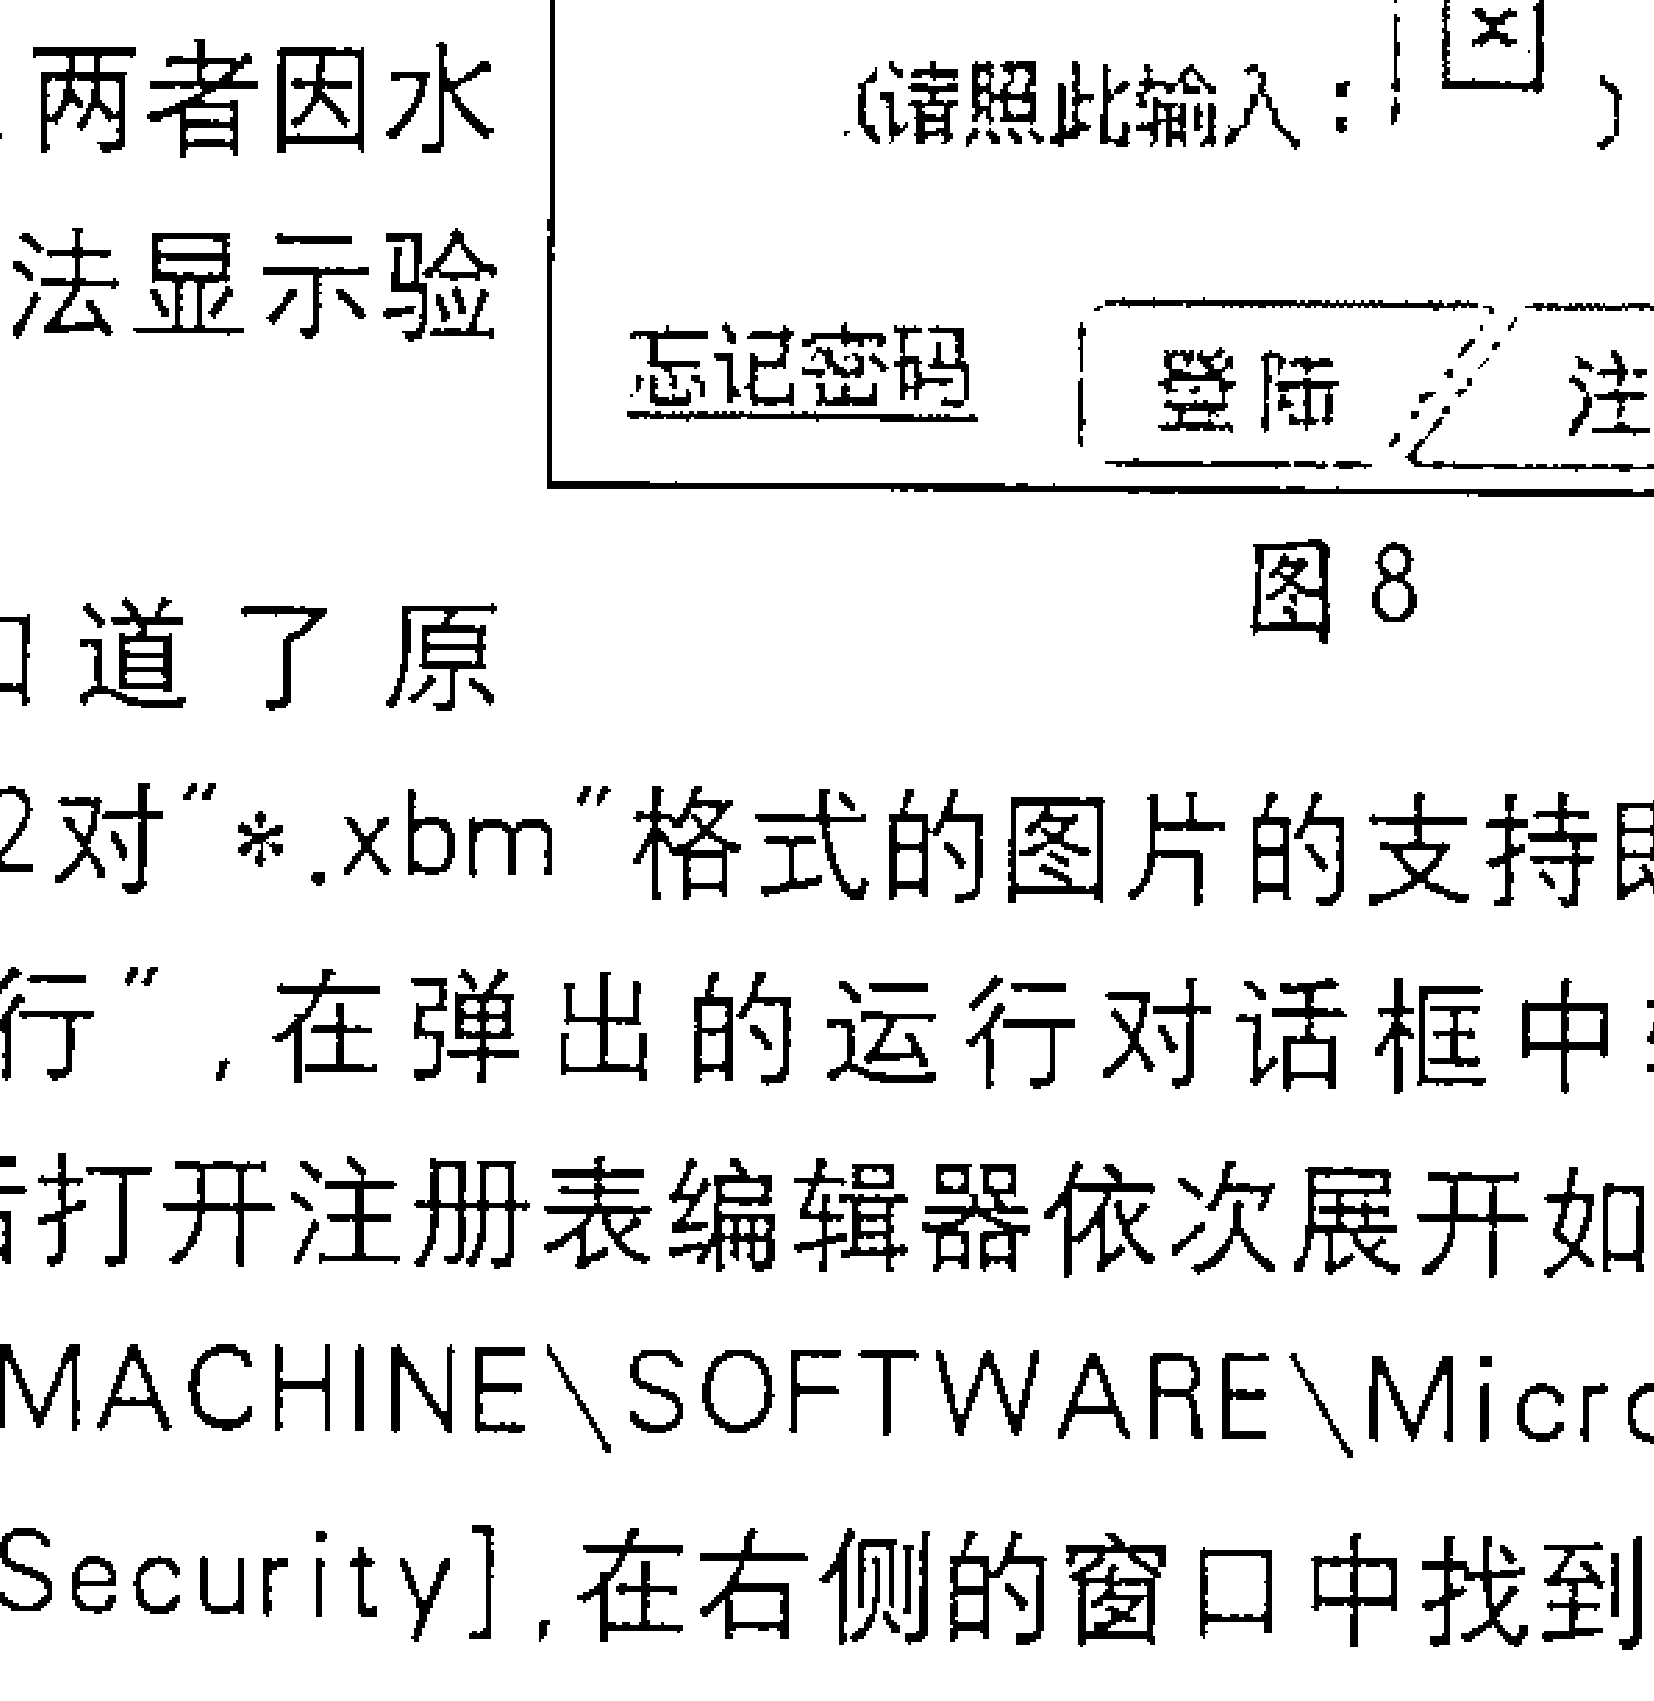 两者因水
法显示验
(请照此输入： )
忘记密码 登陆 注
图8
道了原
2对"*.xbm"格式的图片的支持
行",在弹出的运行对话框中
打开注册表编辑器依次展开如
MACHINE\SOFTWARE\Micro
Security],在右侧的窗口中找到